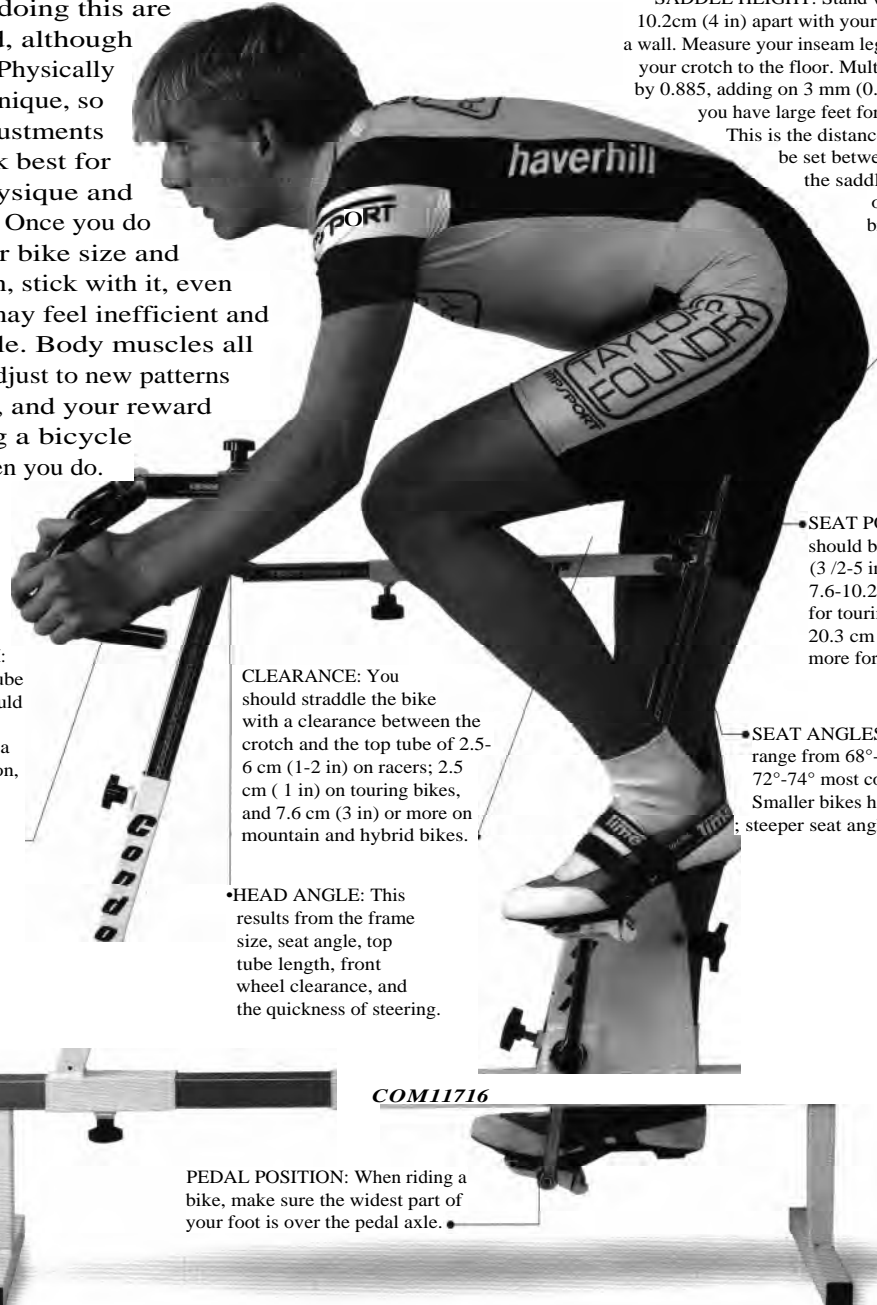 doing this are
d, although
Physically
nique, so
ustments
k best for
ysique and
Once you do
r bike size and
n, stick with it, even
may feel inefficient and
le. Body muscles all
djust to new patterns
, and your reward
g a bicycle
en you do.
10.2cm (4 in) apart with your
a wall. Measure your inseam leg
your crotch to the floor. Mult
by 0.885, adding on 3 mm (0.
you have large feet for
This is the distanc
be set betwe
the saddl
o
b
haverhill
SPORT
TAYLOR
FOUNDRY
IMPSPORT
SEAT PO
should b
(3 /2-5 in
7.6-10.2
for tourin
20.3 cm
more for
:
ube
uld
a
on,
CLEARANCE: You
should straddle the bike
with a clearance between the
crotch and the top tube of 2.5-
6 cm (1-2 in) on racers; 2.5
cm ( 1 in) on touring bikes,
and 7.6 cm (3 in) or more on
mountain and hybrid bikes.
SEAT ANGLES
range from 68°-
72°-74° most co
Smaller bikes h
; steeper seat ang
Time
Time
Condo
•HEAD ANGLE: This
results from the frame
size, seat angle, top
tube length, front
wheel clearance, and
the quickness of steering.
COM11716
PEDAL POSITION: When riding a
bike, make sure the widest part of
your foot is over the pedal axle.